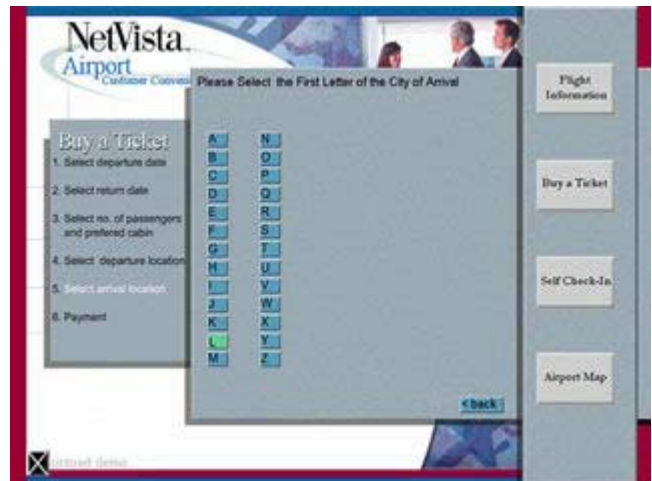 NetVista
Airport
Customer
Please Select the First Letter of the City of Arrival
Buy a Ticket
1. Select departure date
2. Select return date
3. Select no. of passengers
and prefered cabin
4. Select departure location
5. Select arrival location
6. Payment
A N
B O
C P
D Q
E R
F S
G T
H U
I V
J W
K X
L Y
M Z
< back
Flight
Information
Buy a Ticket
Self Check-In
Airport Map
demo